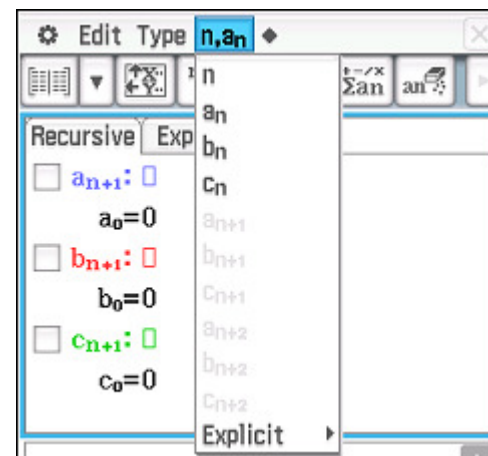 Edit Type n,an
Σan an
Recursive Exp
an+1:
a0=0
bn+1:
b0=0
cn+1:
c0=0
n
an
bn
cn
an+1
bn+1
cn+1
an+2
bn+2
cn+2
Explicit